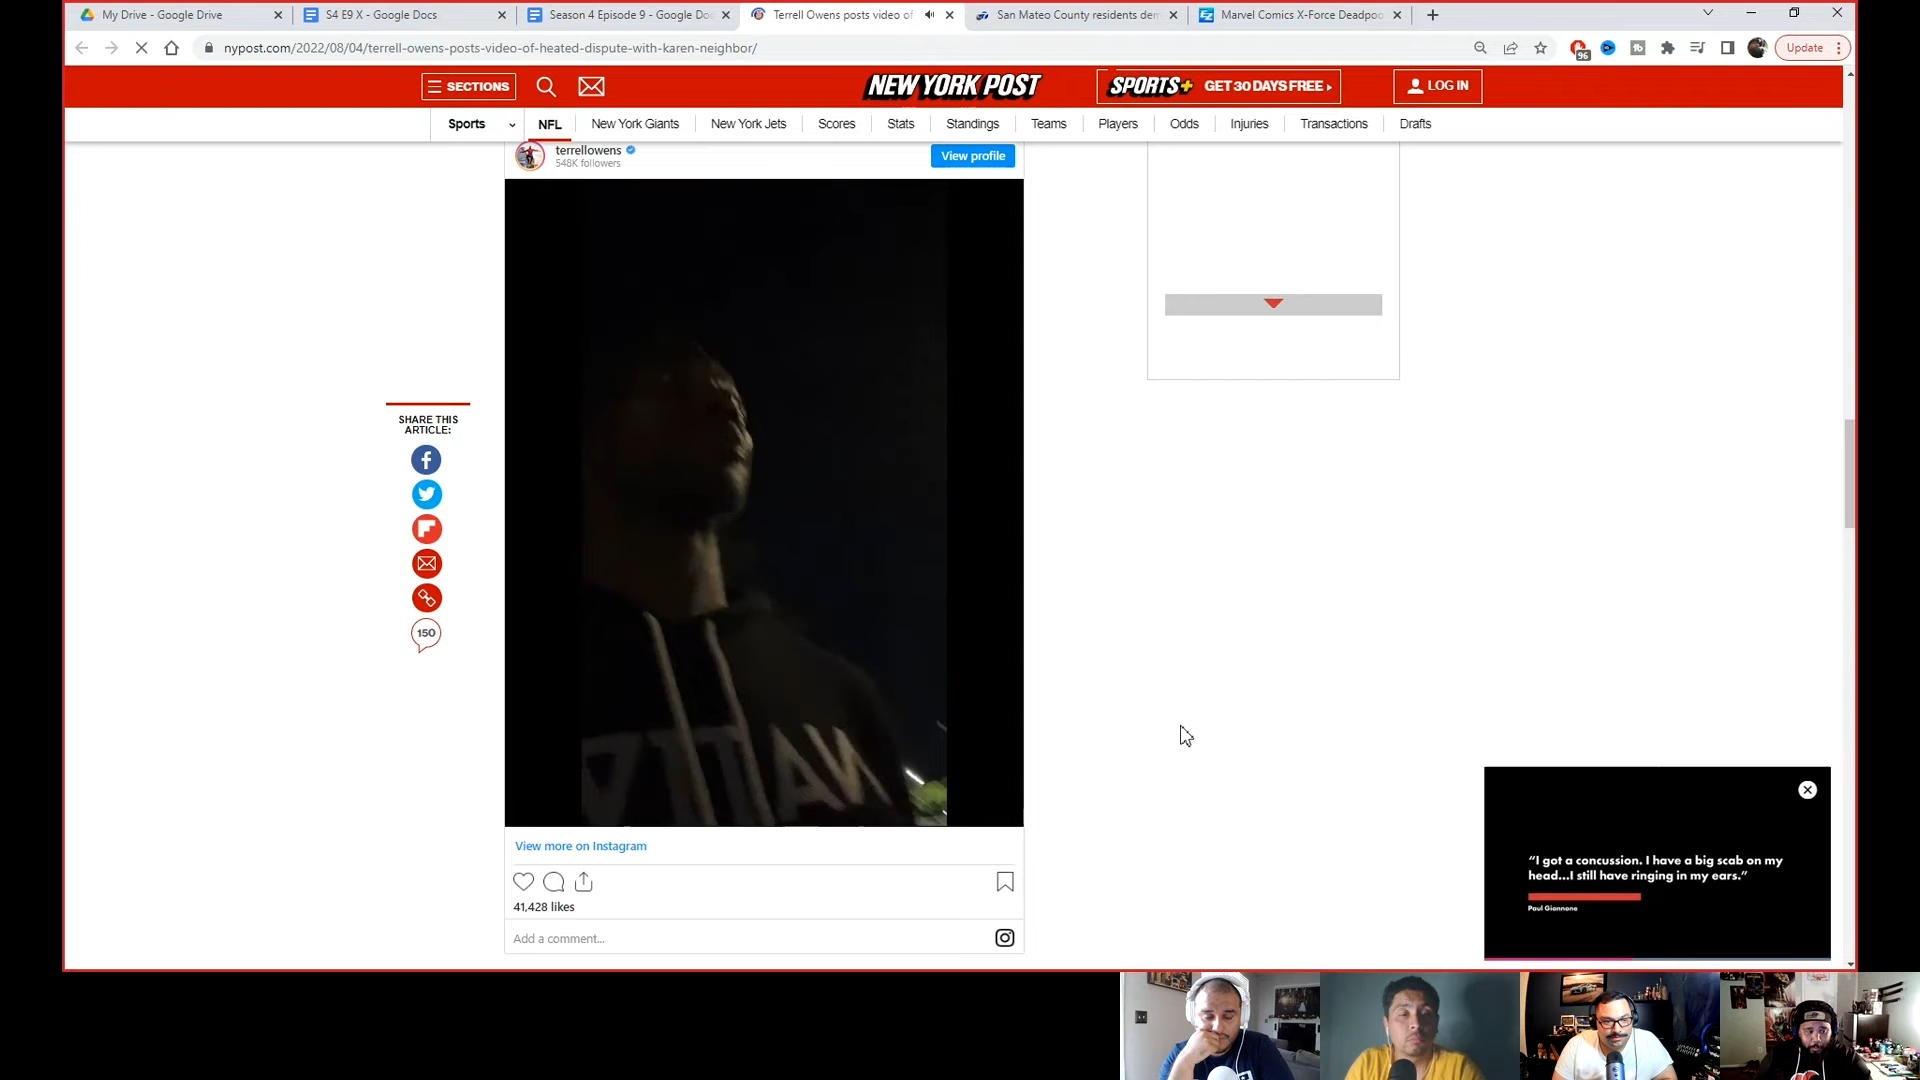 My Drive - Google Drive
S4 E9 X - Google Docs
Season 4 Episode 9 - Google Do
Terrell Owens posts video of
San Mateo County residents dem
Marvel Comics X-Force Deadpoo
nypost.com/2022/08/04/terrell-owens-posts-video-of-heated-dispute-with-karen-neighbor/
96
Update
SECTIONS
NEW YORK POST
SPORTS+ GET 30 DAYS FREE
LOG IN
Sports
NFL
New York Giants
New York Jets
Scores
Stats
Standings
Teams
Players
Odds
Injuries
Transactions
Drafts
terrellowens
548K followers
View profile
SHARE THIS
ARTICLE:
150
View more on Instagram
41,428 likes
Add a comment...
“I got a concussion. I have a big scab on my
head...I still have ringing in my ears.”
Paul Giannone